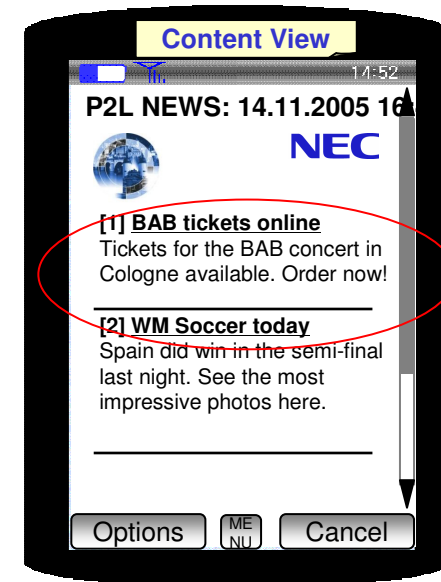 Content View
14:52
P2L NEWS: 14.11.2005 16:
NEC
[1] BAB tickets online
Tickets for the BAB concert in
Cologne available. Order now!
[2] WM Soccer today
Spain did win in the semi-final
last night. See the most
impressive photos here.
Options
ME
NU
Cancel